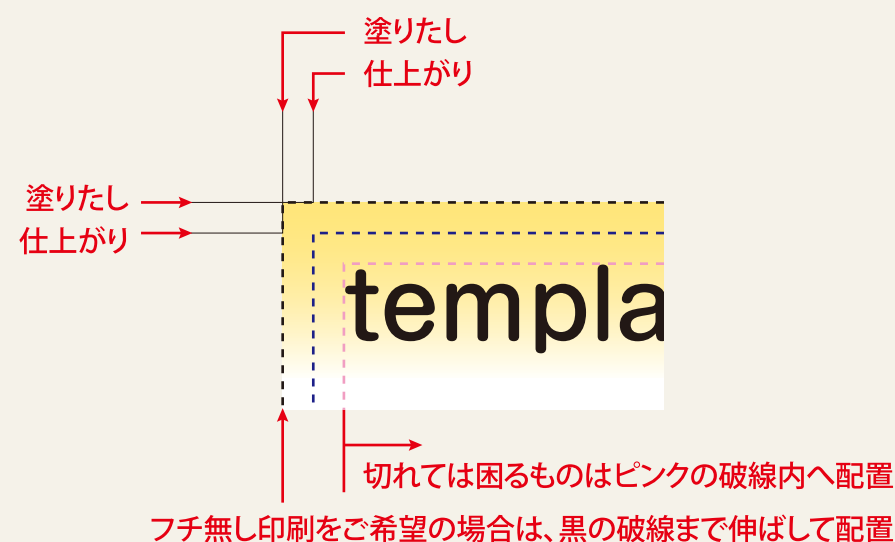 塗りたし
仕上がり
塗りたし
仕上がり
templa
切れては困るものはピンクの破線内へ配置
フチ無し印刷をご希望の場合は、黒の破線まで伸ばして配置